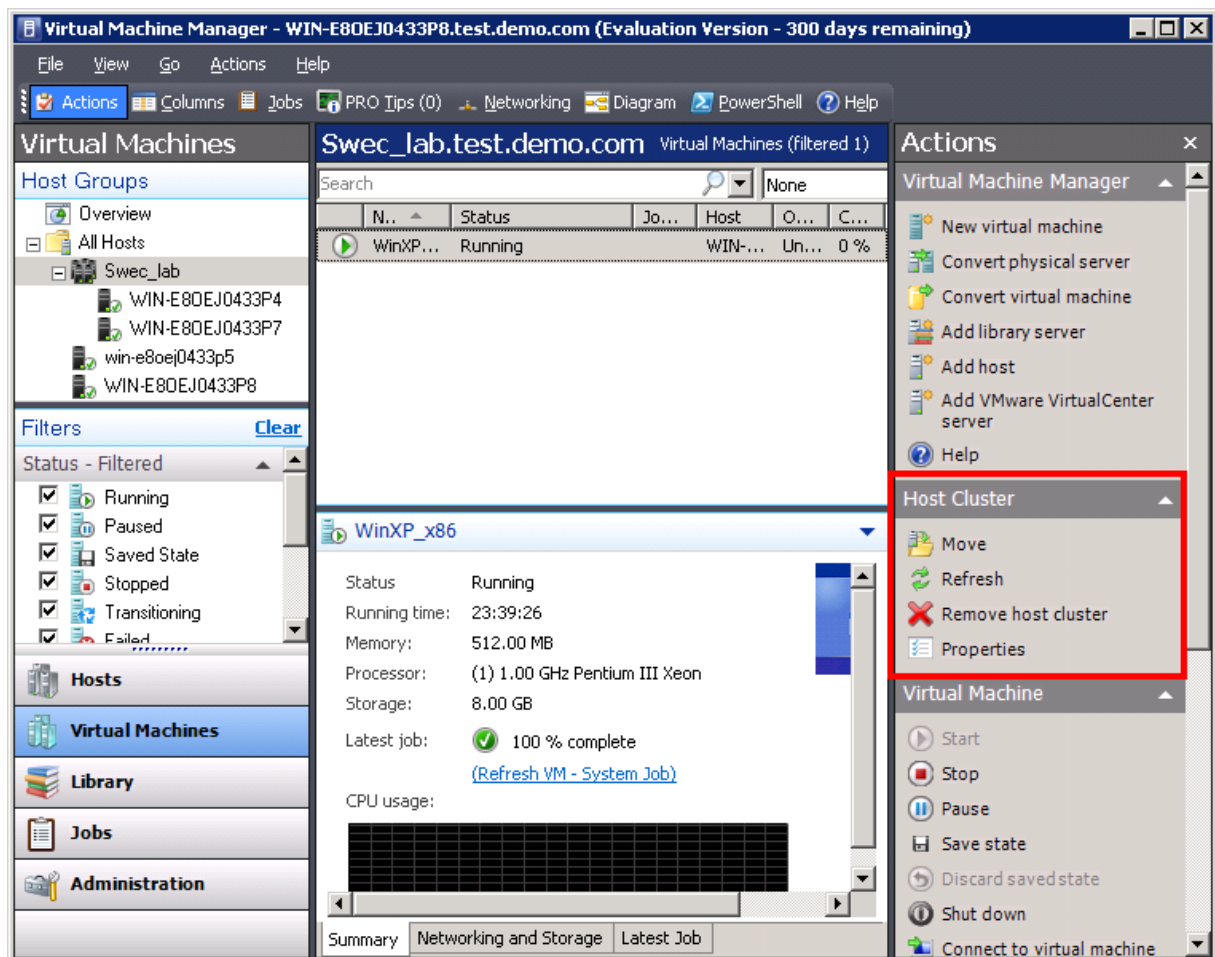 Virtual Machine Manager - WIN-E8OEJ0433P8.test.demo.com (Evaluation Version - 300 days remaining)
File View Go Actions Help
Actions Columns Jobs PRO Tips (0) Networking Diagram PowerShell Help
Virtual Machines
Host Groups
Overview
All Hosts
Swec_lab
WIN-E8OEJ0433P4
WIN-E8OEJ0433P7
win-e8oej0433p5
WIN-E8OEJ0433P8
Filters Clear
Status - Filtered
Running
Paused
Saved State
Stopped
Transitioning
Failed
Hosts
Virtual Machines
Library
Jobs
Administration
Swec_lab.test.demo.com Virtual Machines (filtered 1)
Search None
N... Status Jo... Host O... C...
WinXP... Running WIN-... Un... 0 %
WinXP_x86
Status Running
Running time: 23:39:26
Memory: 512.00 MB
Processor: (1) 1.00 GHz Pentium III Xeon
Storage: 8.00 GB
Latest job: 100 % complete
(Refresh VM - System Job)
CPU usage:
Summary Networking and Storage Latest Job
Actions
Virtual Machine Manager
New virtual machine
Convert physical server
Convert virtual machine
Add library server
Add host
Add VMware VirtualCenter
server
Help
Host Cluster
Move
Refresh
Remove host cluster
Properties
Virtual Machine
Start
Stop
Pause
Save state
Discard saved state
Shut down
Connect to virtual machine